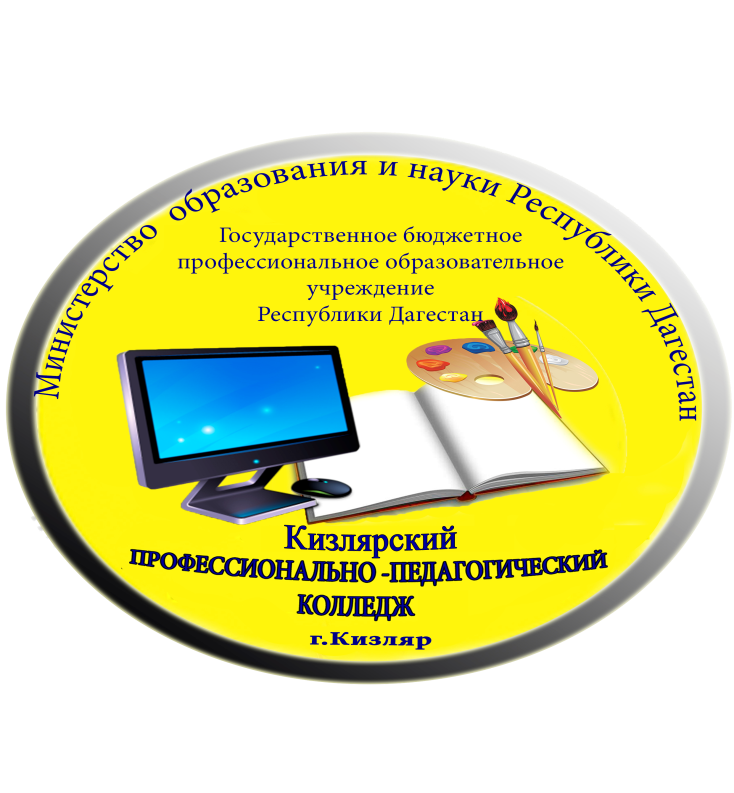 Министерство образования и науки Республики Дагестан
Государственное бюджетное
профессиональное образовательное
учреждение
Республики Дагестан
Кизлярский
ПРОФЕССИОНАЛЬНО -ПЕДАГОГИЧЕСКИЙ
КОЛЛЕДЖ
г.Кизляр